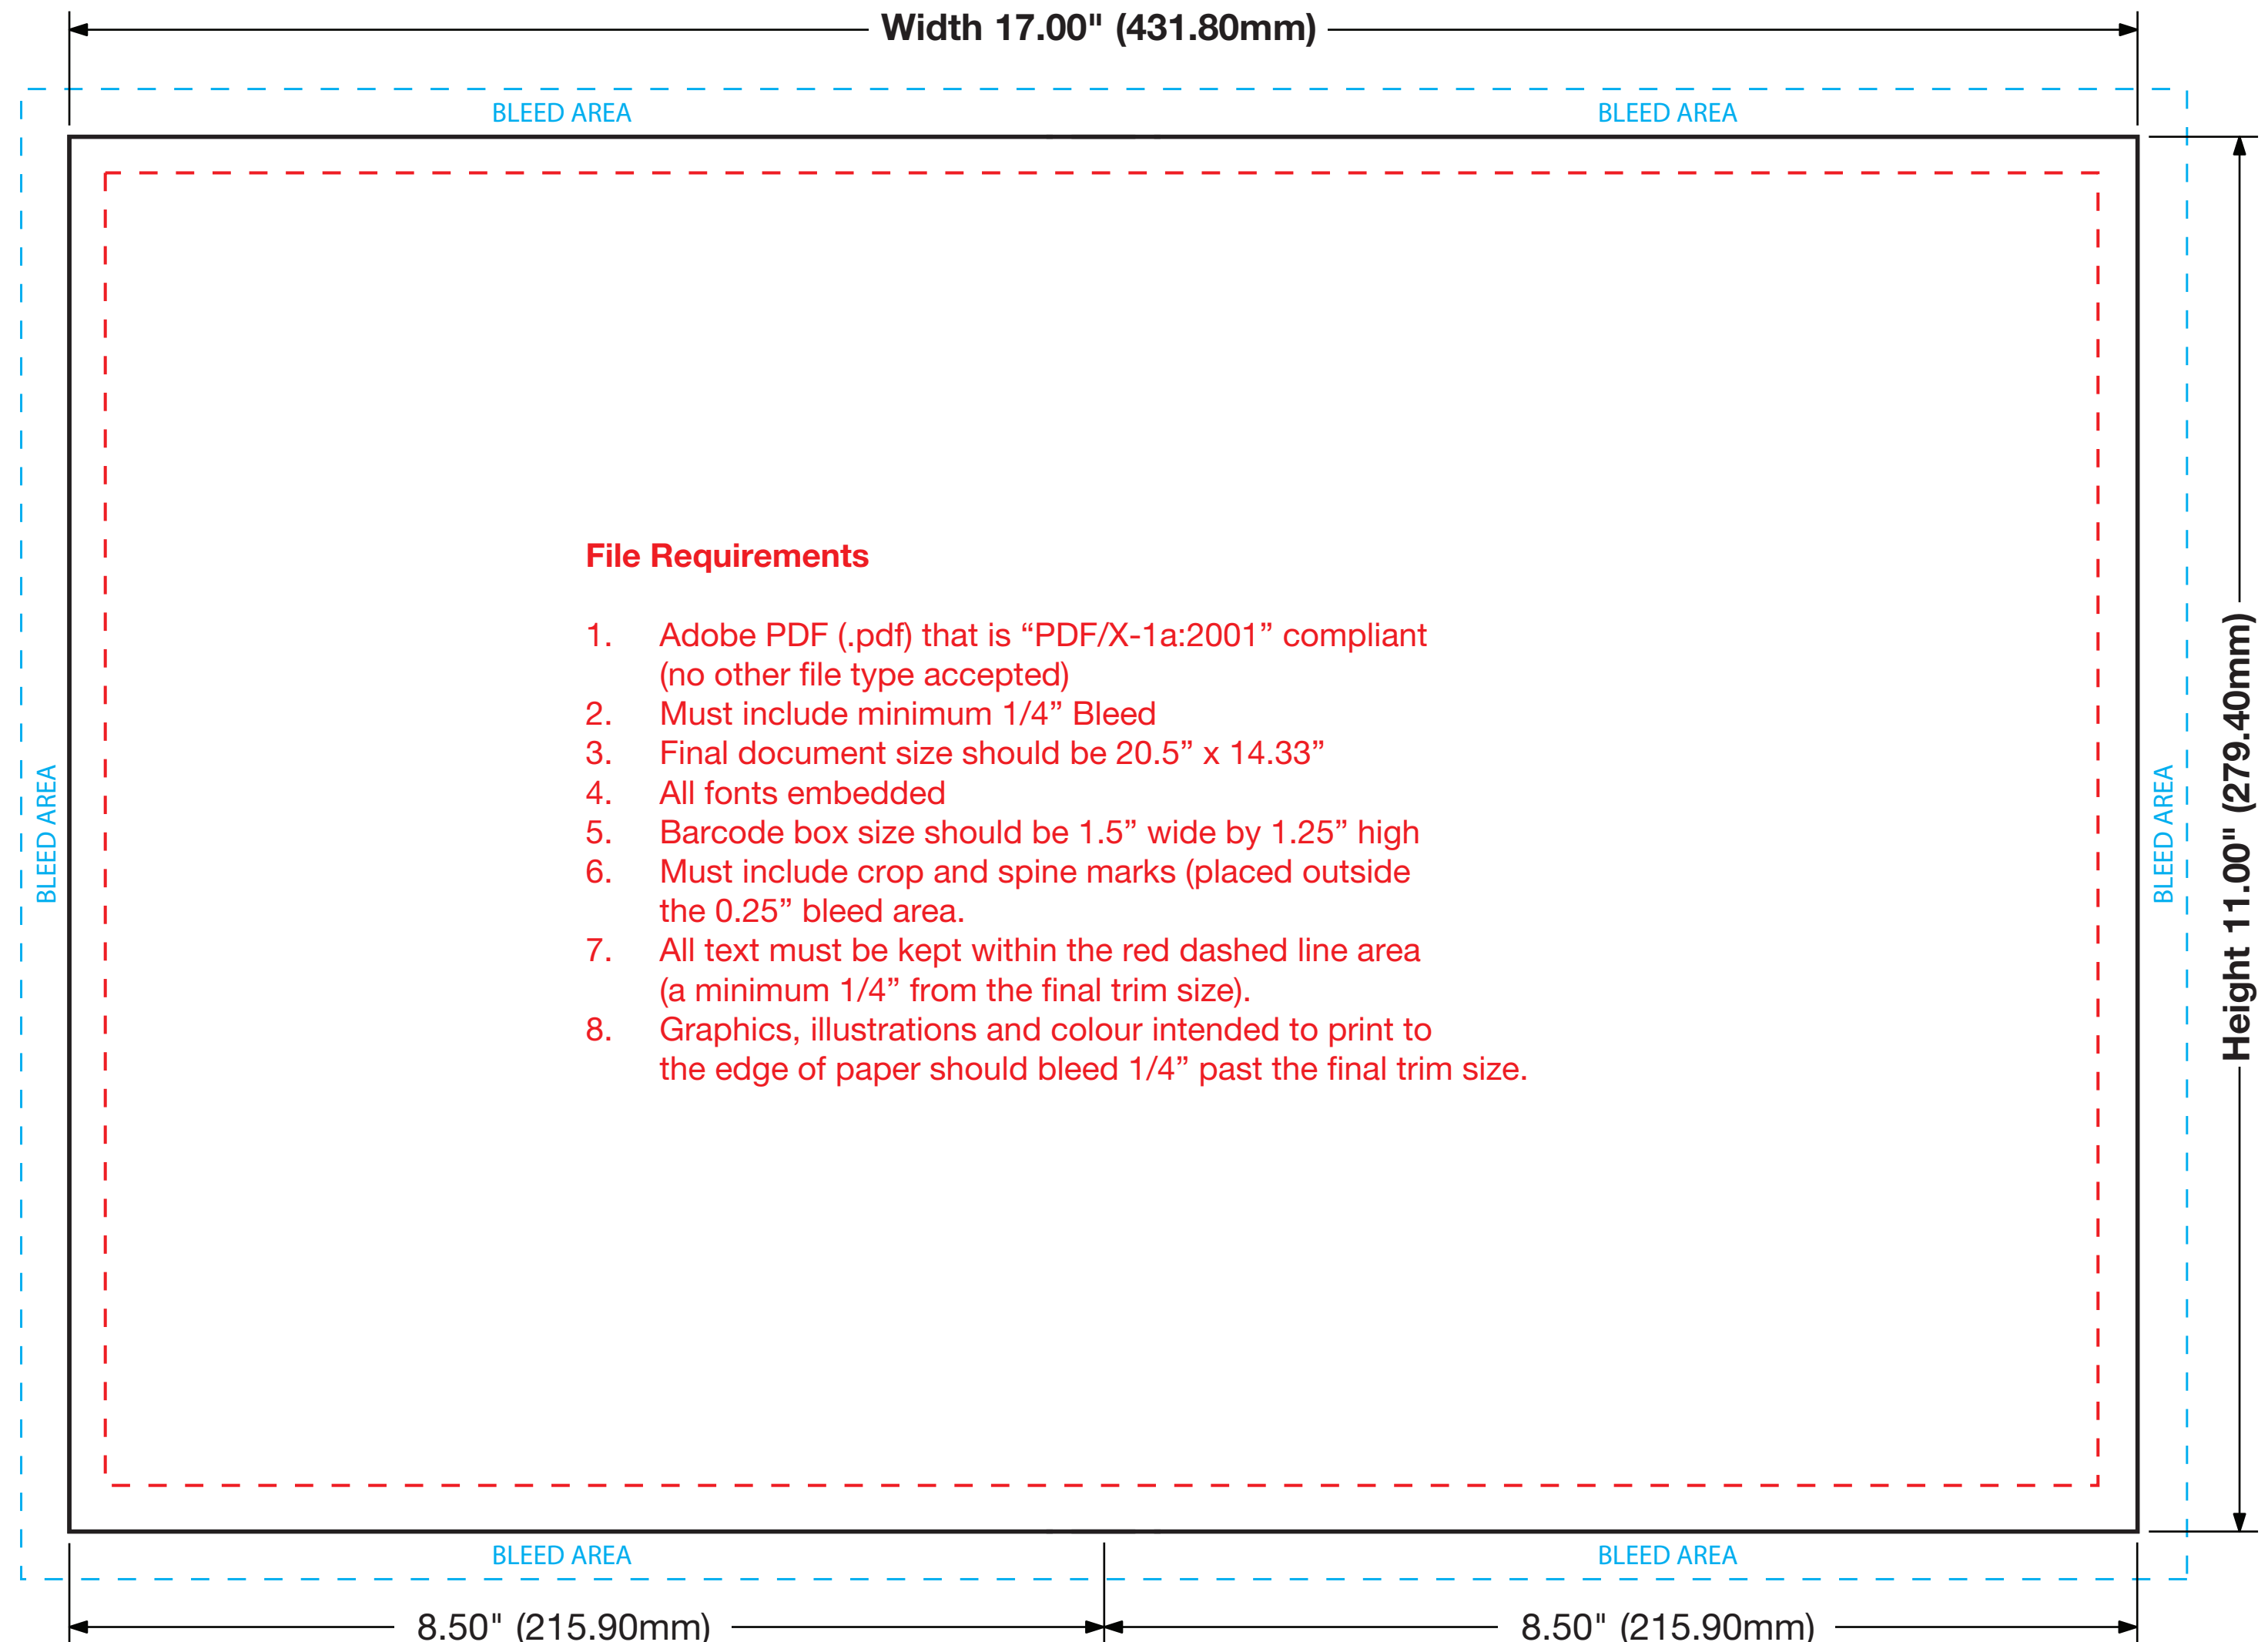 Width 17.00" (431.80mm)
BLEED AREA
BLEED AREA
File Requirements
1. Adobe PDF (.pdf) that is “PDF/X-1a:2001” compliant
(no other file type accepted)
2. Must include minimum 1/4” Bleed
3. Final document size should be 20.5” x 14.33”
4. All fonts embedded
5. Barcode box size should be 1.5” wide by 1.25” high
6. Must include crop and spine marks (placed outside
the 0.25” bleed area.
7. All text must be kept within the red dashed line area
(a minimum 1/4” from the final trim size).
8. Graphics, illustrations and colour intended to print to
the edge of paper should bleed 1/4” past the final trim size.
BLEED AREA
BLEED AREA
Height 11.00" (279.40mm)
BLEED AREA
BLEED AREA
8.50" (215.90mm)
8.50" (215.90mm)